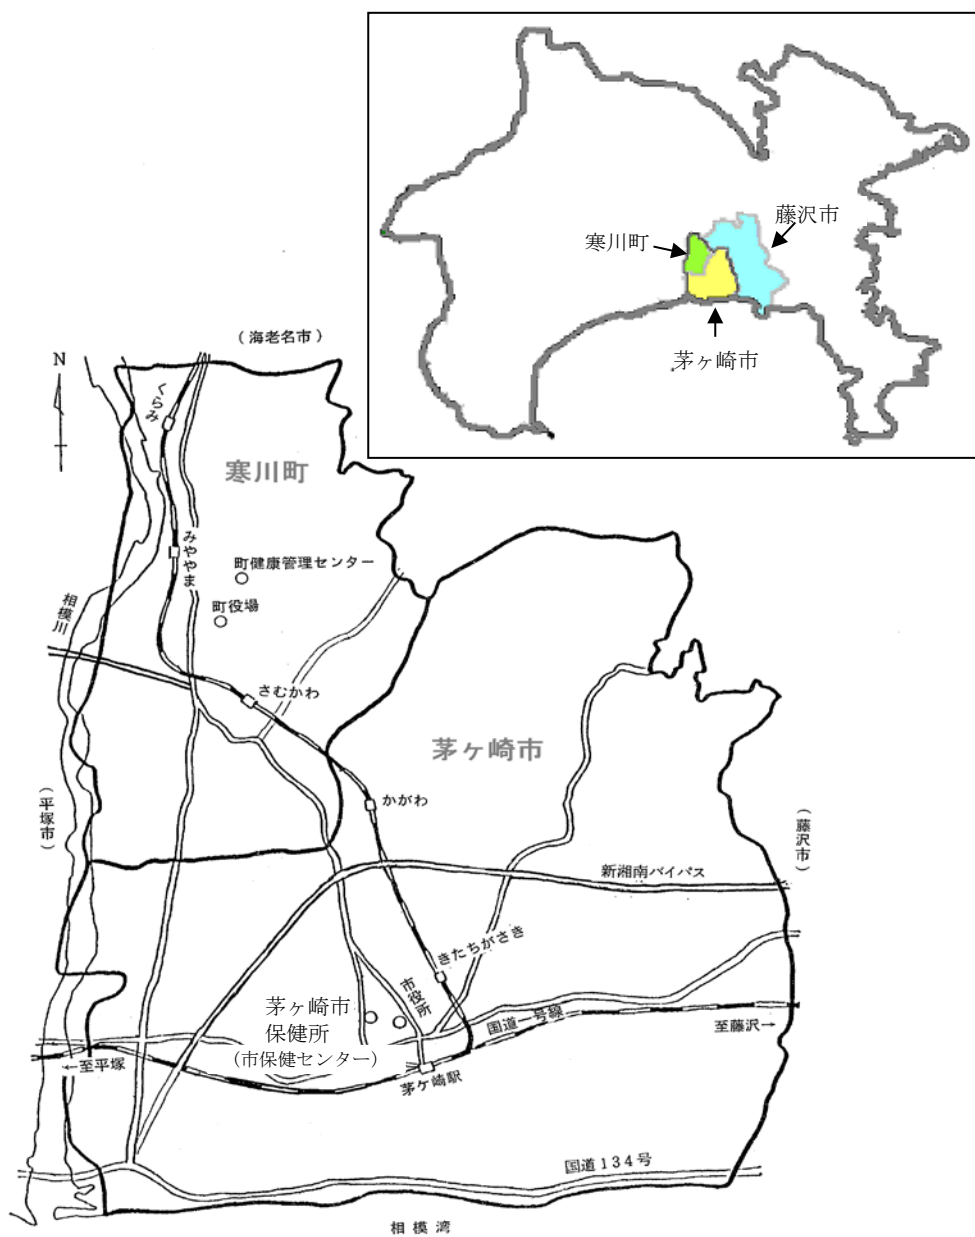 藤沢市
寒川町
茅ヶ崎市
(海老名市)
N
くらみ
寒川町
みややま
町健康管理センター
町役場
相模川
さむかわ
茅ヶ崎市
かがわ
(平塚市)
(藤沢市)
新湘南バイパス
きたちがさき
市役所
茅ヶ崎市
保健所
(市保健センター)
国道一号線
至藤沢→
←至平塚
茅ケ崎駅
国道134号
相模湾